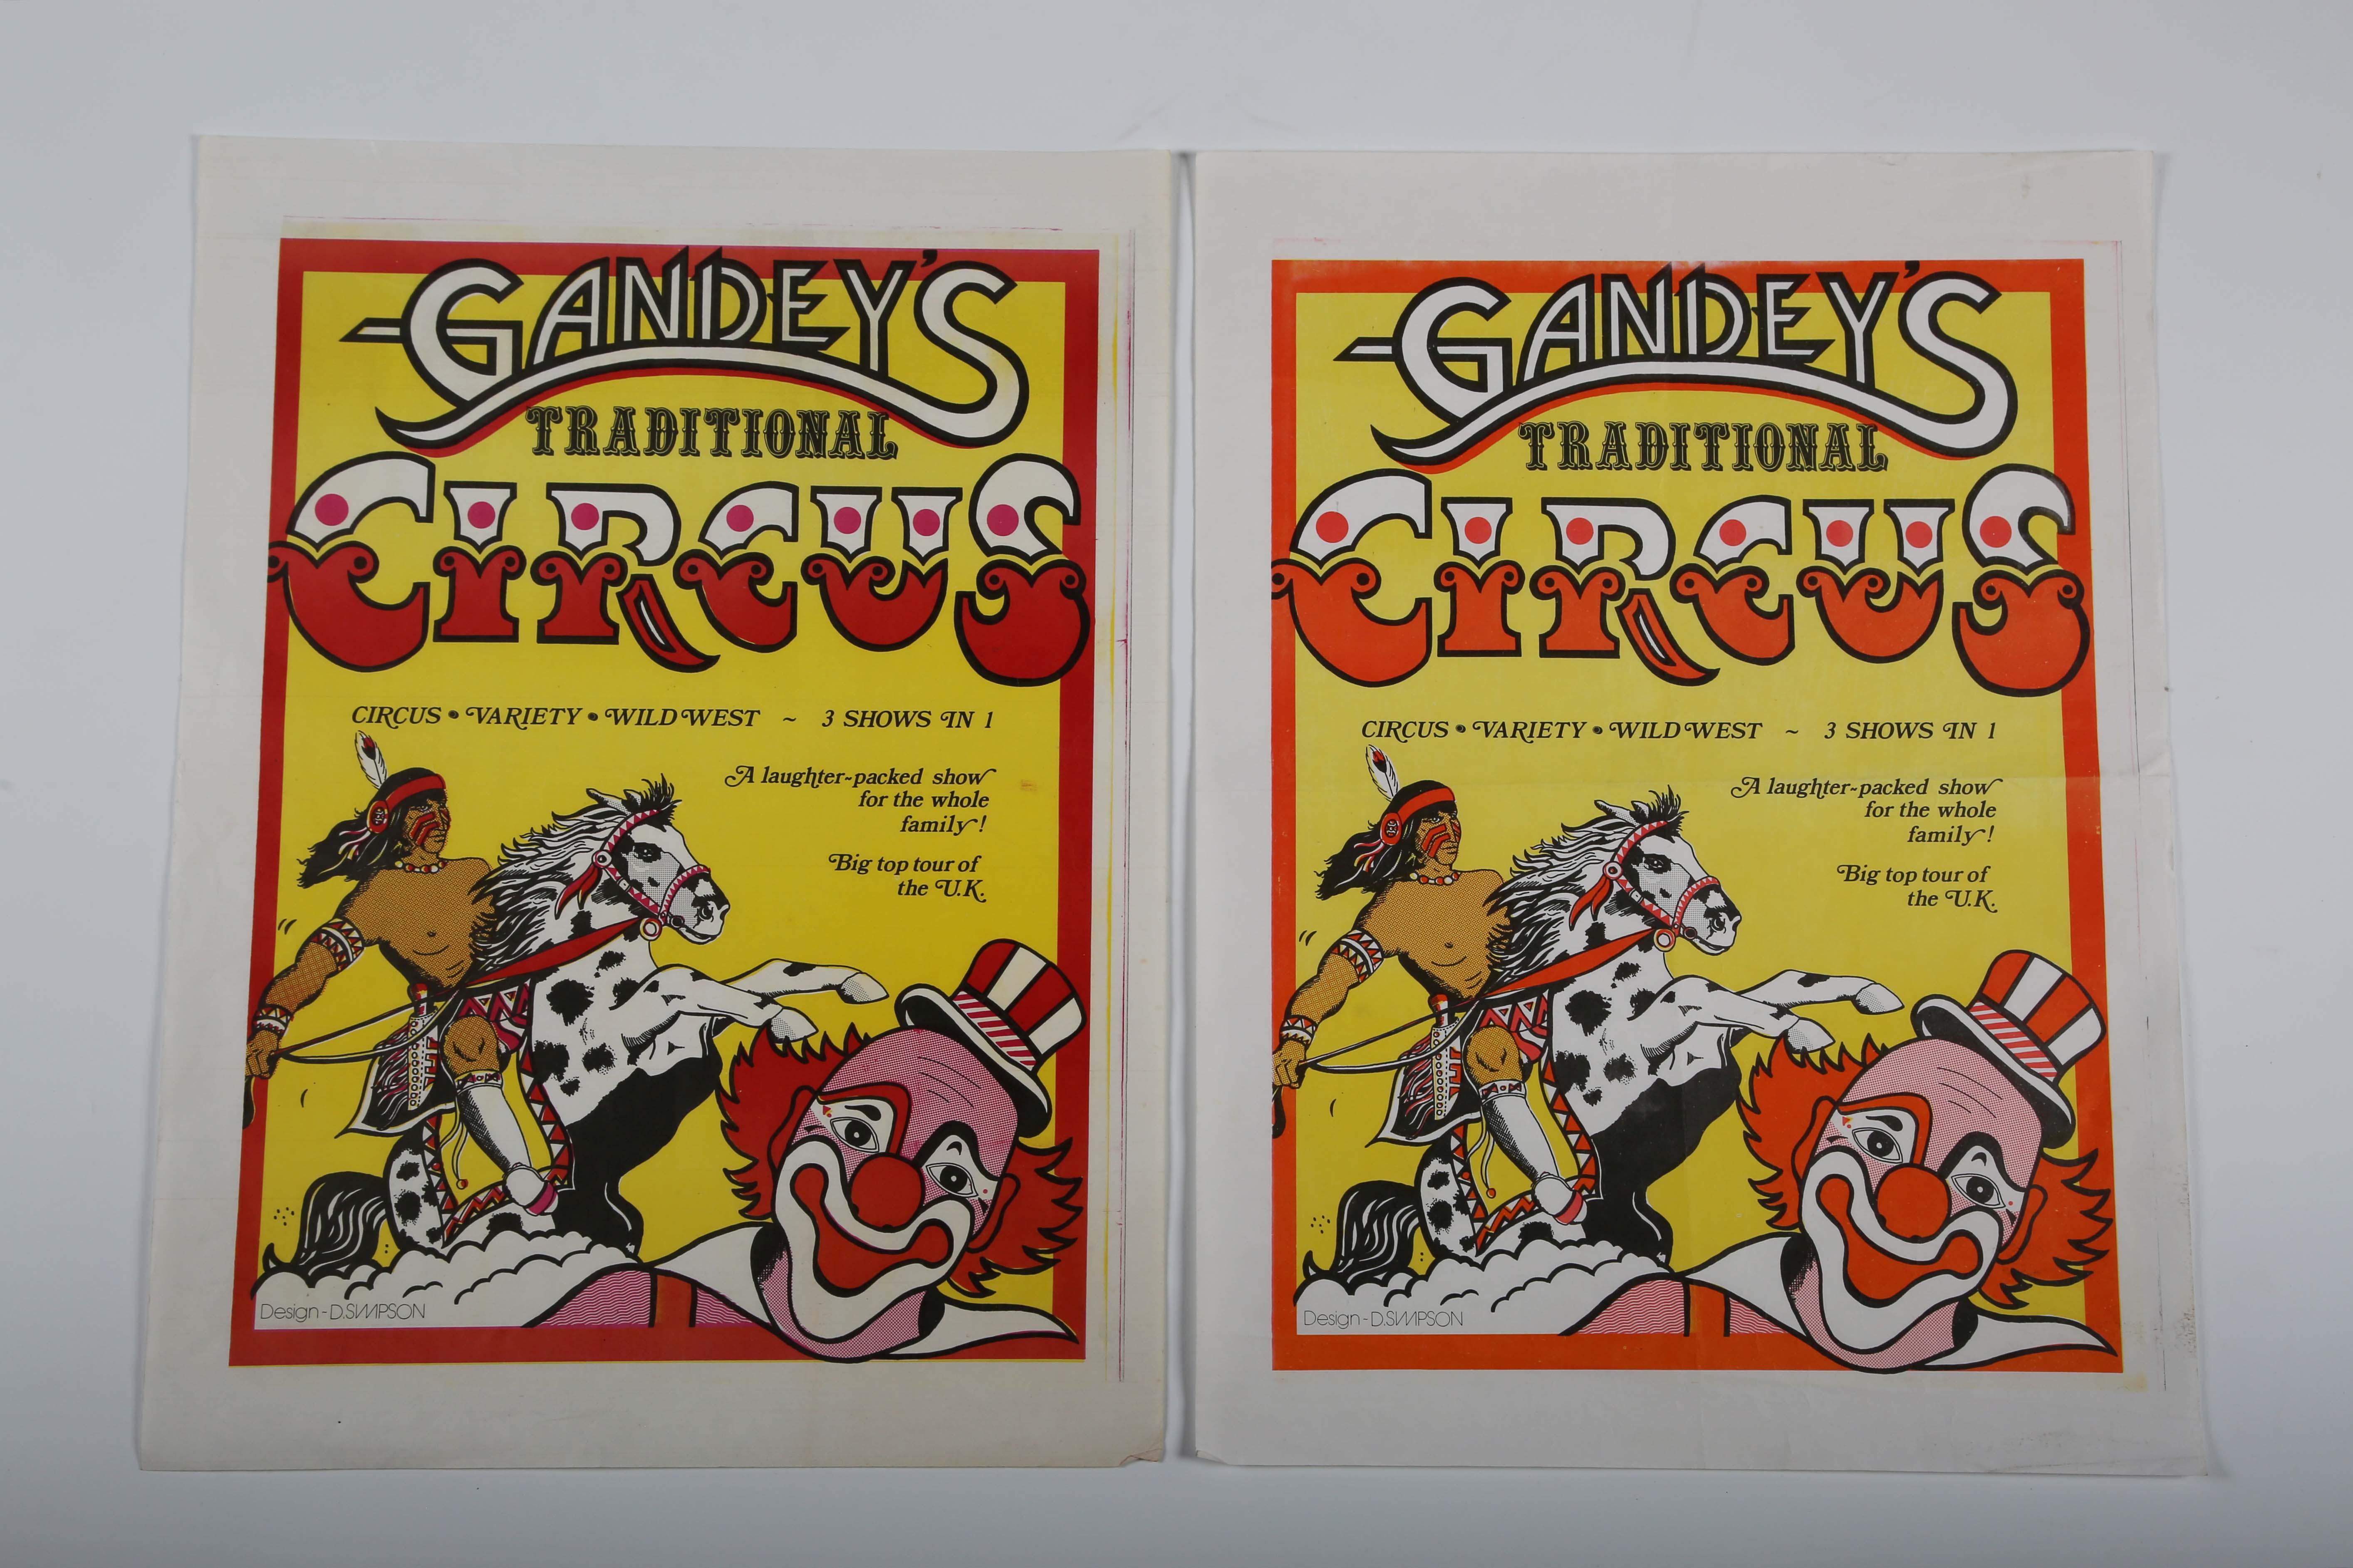 GANDEY'S
TRADITIONAL
CIRCUS
CIRCUS • VARIETY • WILD WEST ~ 3 SHOWS IN 1
A laughter-packed show
for the whole
family!
Big top tour of
the U.K.
Design - D.SIMPSON
GANDEY'S
TRADITIONAL
CIRCUS
CIRCUS • VARIETY • WILD WEST ~ 3 SHOWS IN 1
A laughter-packed show
for the whole
family!
Big top tour of
the U.K.
Design - D.SIMPSON